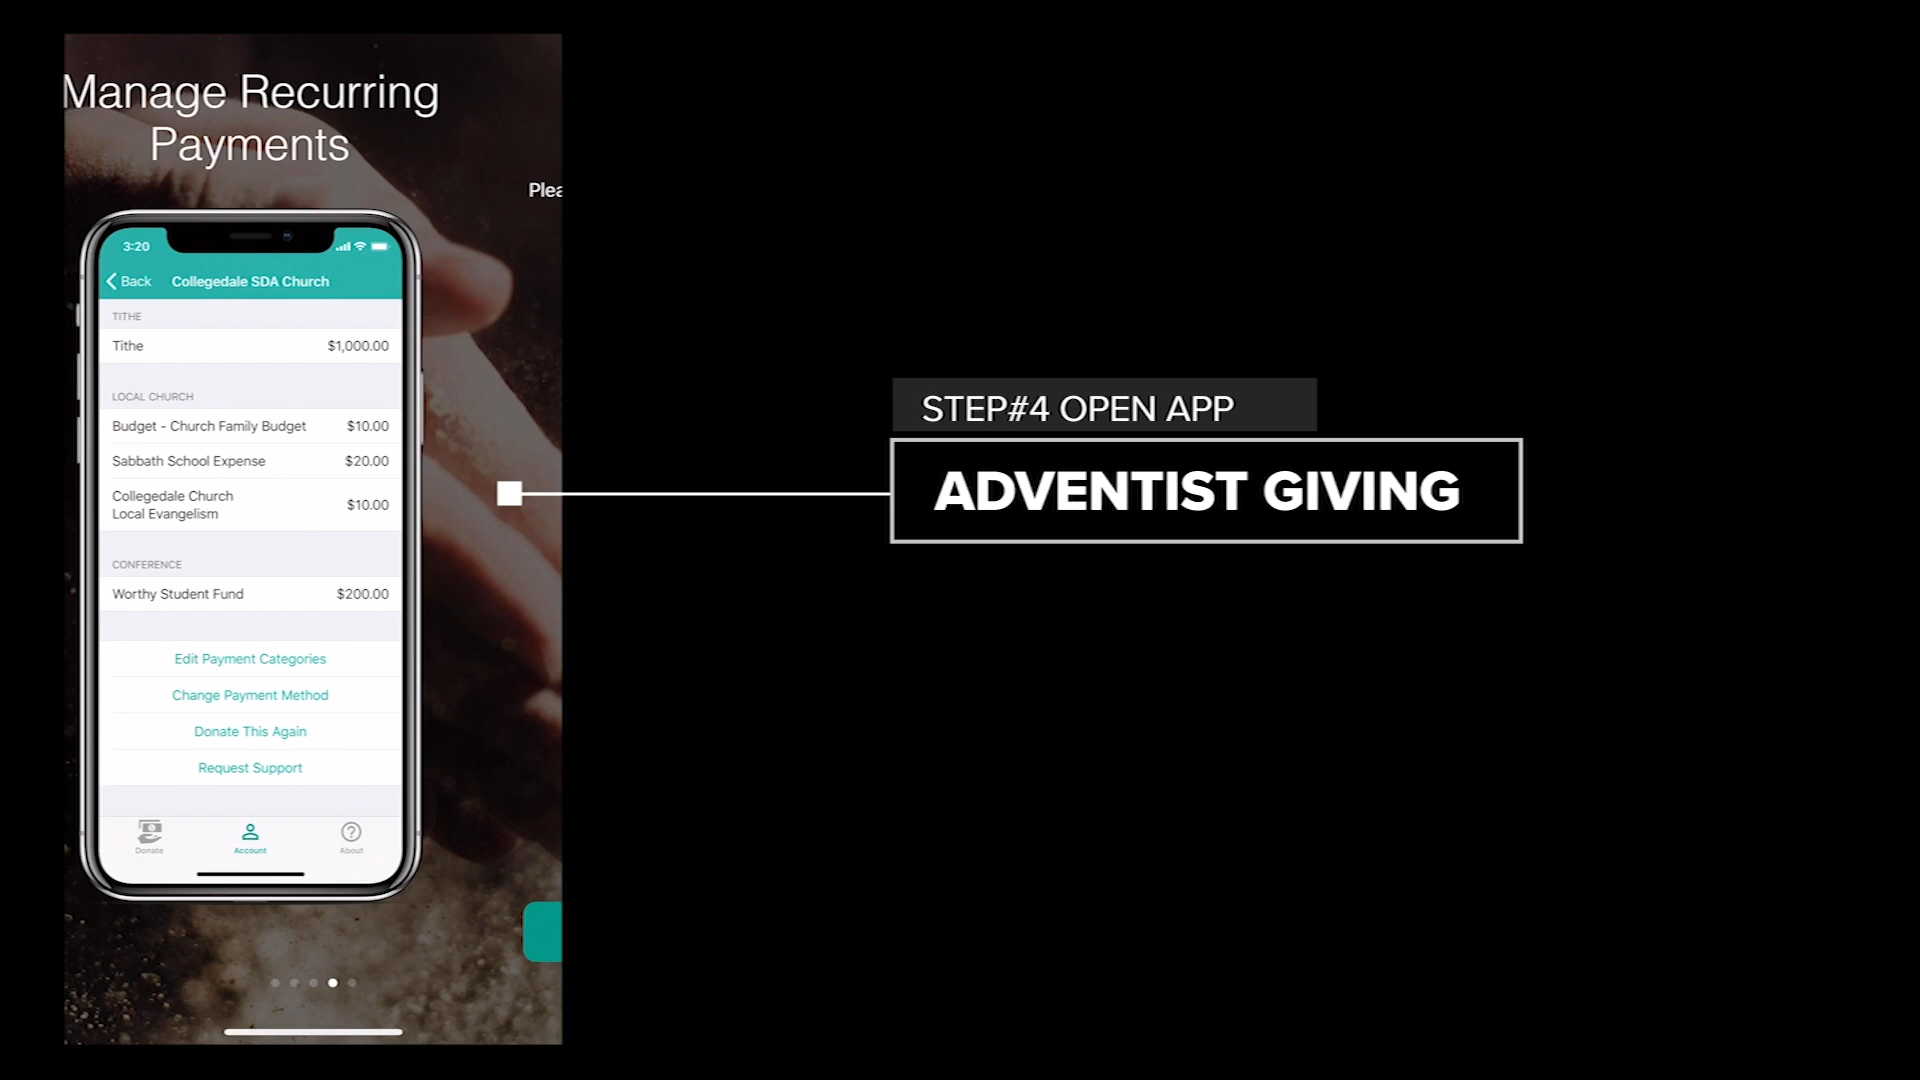 Manage Recurring
Payments
Plea
3:20
Back
Collegedale SDA Church
TITHE
Tithe $1,000.00
LOCAL CHURCH
Budget - Church Family Budget $10.00
Sabbath School Expense $20.00
Collegedale Church
Local Evangelism $10.00
CONFERENCE
Worthy Student Fund $200.00
Edit Payment Categories
Change Payment Method
Donate This Again
Request Support
Donate Account About
STEP#4 OPEN APP
ADVENTIST GIVING